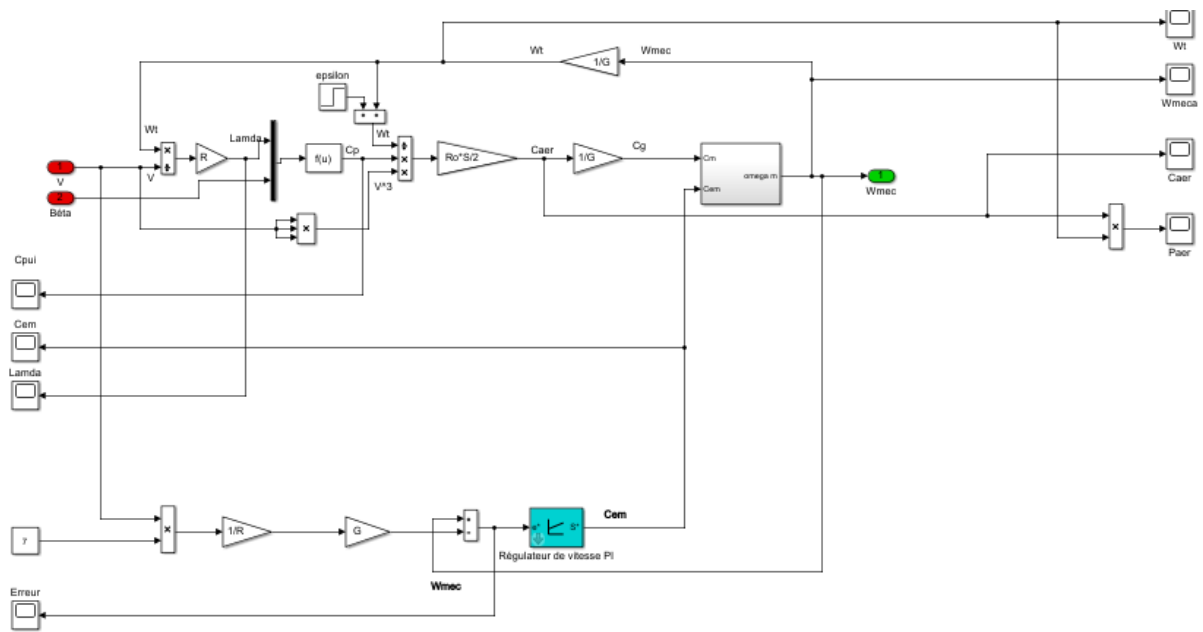 Wt
Wt
Wmec
1/G
Wmeca
epsilon
Wt
Wt
Lamda
R
f(u)
Cp
Ro*S/2
Caer
1/G
Cg
Cm
Cem
omega m
1
Wmec
Caer
1
V
V
2
Béta
V^3
Paer
Cpui
Cem
Lamda
7
1/R
G
Cem
e*
S*
Régulateur de vitesse PI
Wmec
Erreur